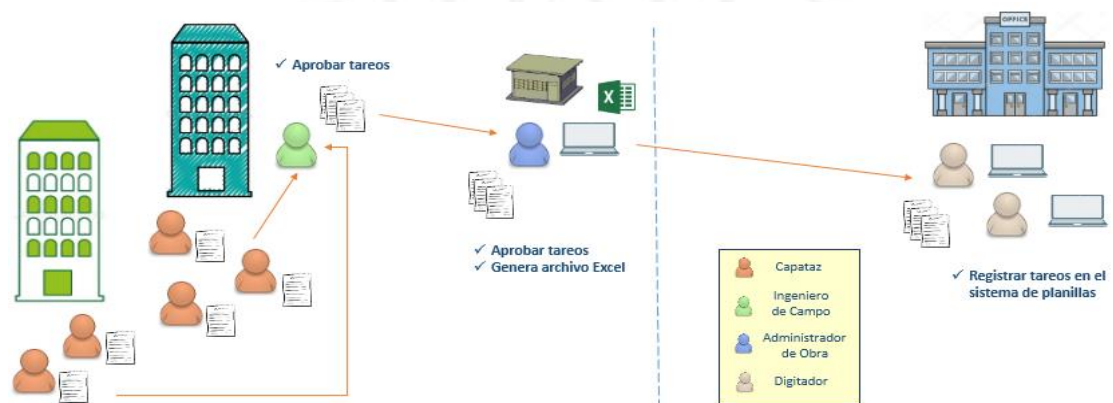 OFFICE
✓ Aprobar tareos
✓ Aprobar tareos
✓ Genera archivo Excel
✓ Registrar tareos en el
sistema de planillas
Capataz
Ingeniero
de Campo
Administrador
de Obra
Digitador